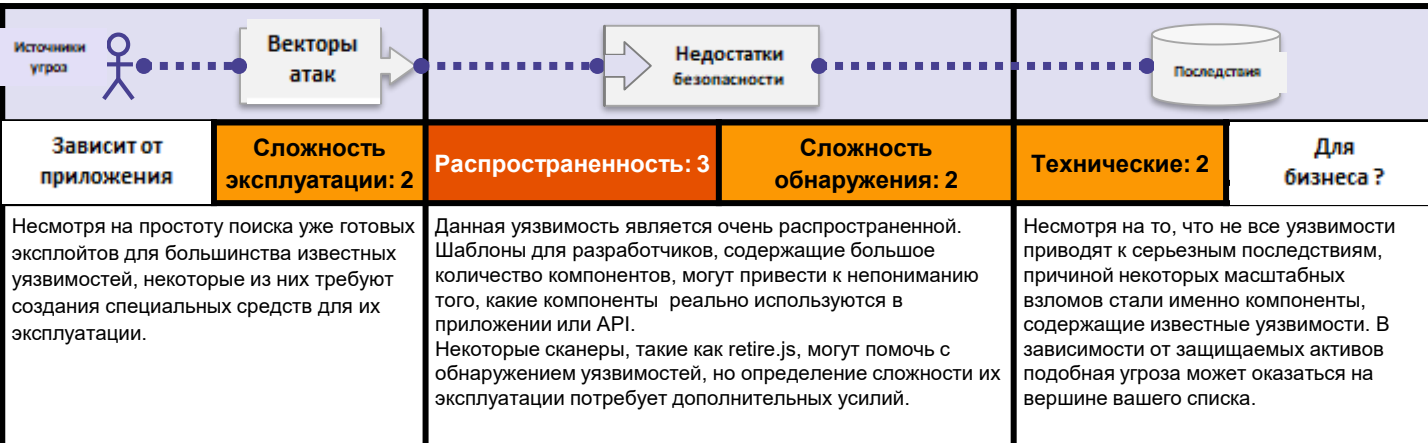 Источники
угроз
Векторы
атак
Недостатки
безопасности
Последствия
Зависит от
приложения
Сложность
эксплуатации: 2
Распространенность: 3
Сложность
обнаружения: 2
Технические: 2
Для
бизнеса ?
Несмотря на простоту поиска уже готовых
эксплойтов для большинства известных
уязвимостей, некоторые из них требуют
создания специальных средств для их
эксплуатации.
Данная уязвимость является очень распространенной.
Шаблоны для разработчиков, содержащие большое
количество компонентов, могут привести к непониманию
того, какие компоненты  реально используются в
приложении или API.
Некоторые сканеры, такие как retire.js, могут помочь с
обнаружением уязвимостей, но определение сложности их
эксплуатации потребует дополнительных усилий.
Несмотря на то, что не все уязвимости
приводят к серьезным последствиям,
причиной некоторых масштабных
взломов стали именно компоненты,
содержащие известные уязвимости. В
зависимости от защищаемых активов
подобная угроза может оказаться на
вершине вашего списка.